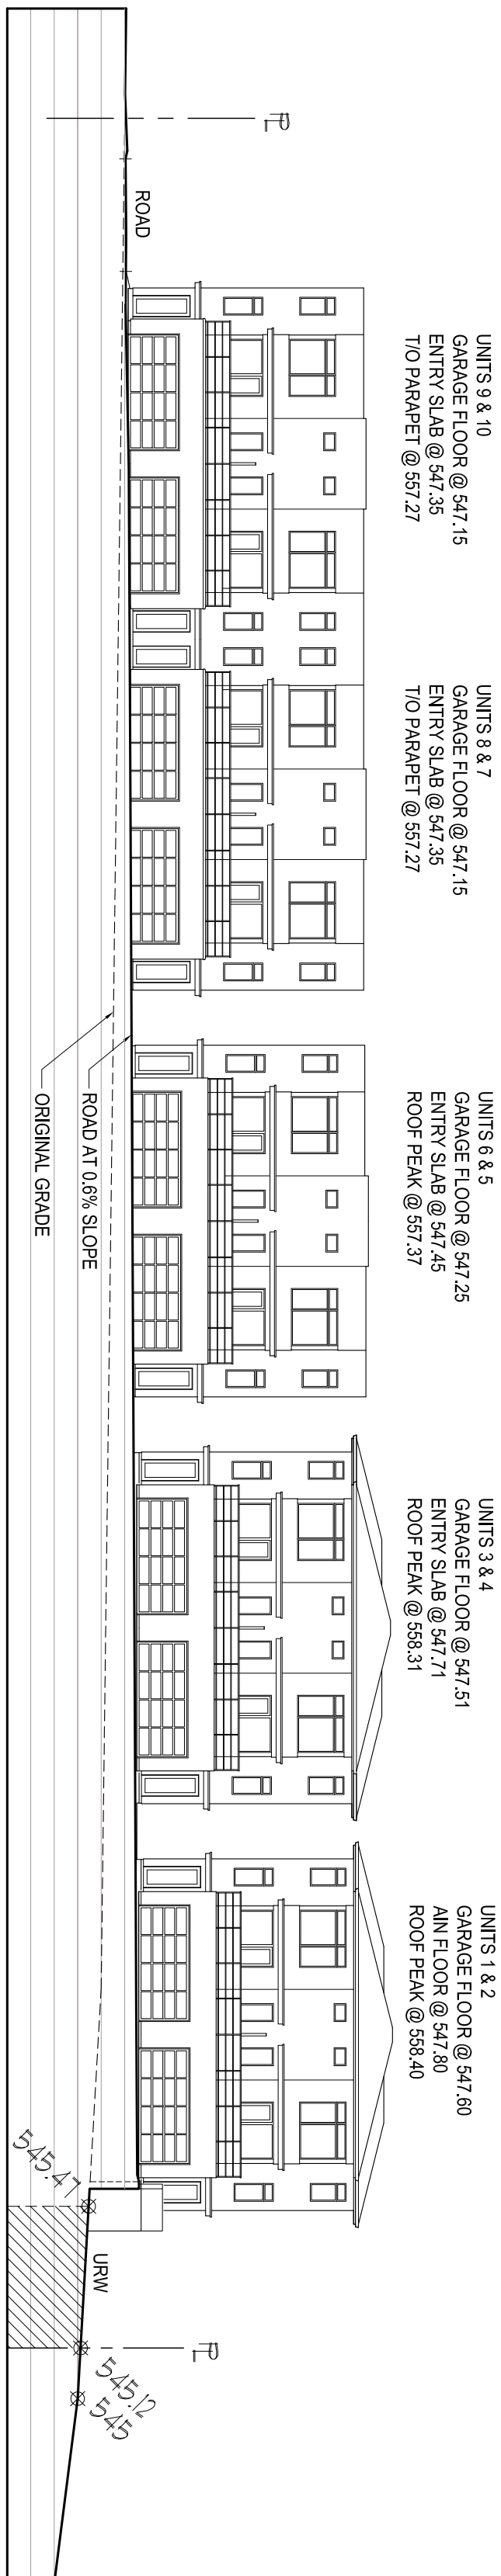 UNITS 9 & 10
GARAGE FLOOR @ 547.15
ENTRY SLAB @ 547.35
T/O PARAPET @ 557.27
UNITS 8 & 7
GARAGE FLOOR @ 547.15
ENTRY SLAB @ 547.35
T/O PARAPET @ 557.27
UNITS 6 & 5
GARAGE FLOOR @ 547.25
ENTRY SLAB @ 547.45
ROOF PEAK @ 557.37
UNITS 3 & 4
GARAGE FLOOR @ 547.51
ENTRY SLAB @ 547.71
ROOF PEAK @ 558.31
UNITS 1 & 2
GARAGE FLOOR @ 547.60
AIN FLOOR @ 547.80
ROOF PEAK @ 558.40
PL
ROAD
ROAD AT 0.6% SLOPE
ORIGINAL GRADE
545.47
URW
PL
545.12
545